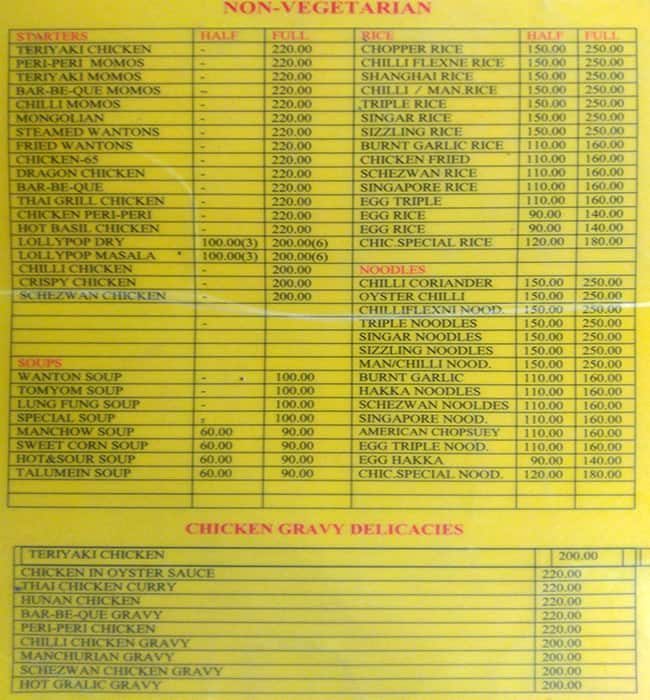 NON-VEGETARIAN
STARTERS HALF FULL
TERIYAKI CHICKEN - 220.00
PERI-PERI MOMOS - 220.00
TERIYAKI MOMOS - 220.00
BAR-BE-QUE MOMOS - 220.00
CHILLI MOMOS - 220.00
MONGOLIAN - 220.00
STEAMED WANTONS - 220.00
FRIED WANTONS - 220.00
CHICKEN-65 - 220.00
DRAGON CHICKEN - 220.00
BAR-BE-QUE - 220.00
THAI GRILL CHICKEN - 220.00
CHICKEN PERI-PERI - 220.00
HOT BASIL CHICKEN - 220.00
LOLLYPOP DRY 100.00(3) 200.00(6)
LOLLYPOP MASALA 100.00(3) 200.00(6)
CHILLI CHICKEN - 200.00
CRISPY CHICKEN - 200.00
SCHEZWAN CHICKEN - 200.00
-
SOUPS
WANTON SOUP - 100.00
TOMYOM SOUP - 100.00
LUNG FUNG SOUP - 100.00
SPECIAL SOUP - 100.00
MANCHOW SOUP 60.00 90.00
SWEET CORN SOUP 60.00 90.00
HOT&SOUR SOUP 60.00 90.00
TALUMEIN SOUP 60.00 90.00
RICE HALF FULL
CHOPPER RICE 150.00 250.00
CHILLI FLEXNE RICE 150.00 250.00
SHANGHAI RICE 150.00 250.00
CHILLI / MAN.RICE 150.00 250.00
TRIPLE RICE 150.00 250.00
SINGAR RICE 150.00 250.00
SIZZLING RICE 150.00 250.00
BURNT GARLIC RICE 110.00 160.00
CHICKEN FRIED 110.00 160.00
SCHEZWAN RICE 110.00 160.00
SINGAPORE RICE 110.00 160.00
EGG TRIPLE 110.00 160.00
EGG RICE 90.00 140.00
EGG RICE 90.00 140.00
CHIC.SPECIAL RICE 120.00 180.00
NOODLES
CHILLI CORIANDER 150.00 250.00
OYSTER CHILLI 150.00 250.00
CHILLIFLEXNI NOOD. 150.00 250.00
TRIPLE NOODLES 150.00 250.00
SINGAR NOODLES 150.00 250.00
SIZZLING NOODLES 150.00 250.00
MAN/CHILLI NOOD. 150.00 250.00
BURNT GARLIC 110.00 160.00
HAKKA NOODLES 110.00 160.00
SCHEZWAN NOOLDES 110.00 160.00
SINGAPORE NOOD. 110.00 160.00
AMERICAN CHOPSUEY 110.00 160.00
EGG TRIPLE NOOD. 110.00 160.00
EGG HAKKA 90.00 140.00
CHIC.SPECIAL NOOD. 120.00 180.00
CHICKEN GRAVY DELICACIES
TERIYAKI CHICKEN 200.00
CHICKEN IN OYSTER SAUCE 220.00
THAI CHICKEN CURRY 220.00
HUNAN CHICKEN 220.00
BAR-BE-QUE GRAVY 220.00
PERI-PERI CHICKEN 220.00
CHILLI CHICKEN GRAVY 200.00
MANCHURIAN GRAVY 200.00
SCHEZWAN CHICKEN GRAVY 200.00
HOT GRALIC GRAVY 200.00